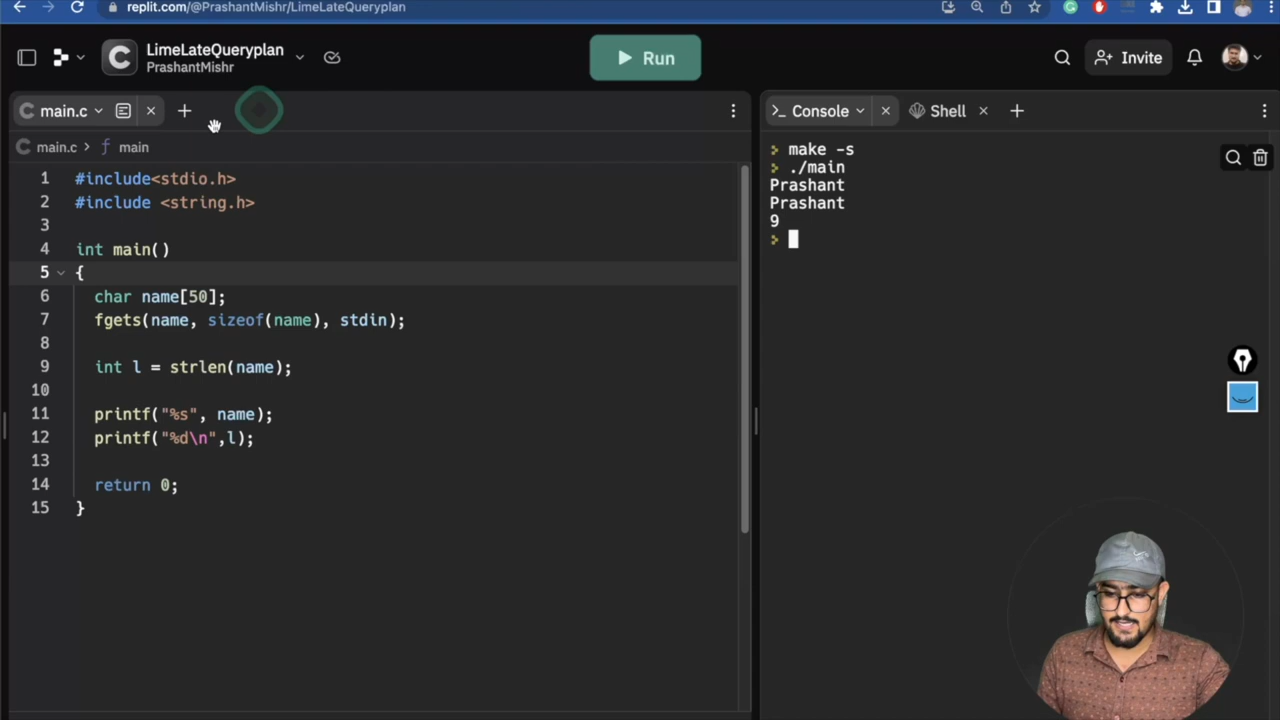 replit.com/@PrashantMishr/LimeLateQueryplan
LimeLateQueryplan
PrashantMishr
Run
Invite
main.c
Console
Shell
main.c > f main
1 #include<stdio.h>
2 #include <string.h>
3
4 int main()
5 {
6 char name[50];
7 fgets(name, sizeof(name), stdin);
8
9 int l = strlen(name);
10
11 printf("%s", name);
12 printf("%d\n",l);
13
14 return 0;
15 }
> make -s
> ./main
Prashant
Prashant
9
>